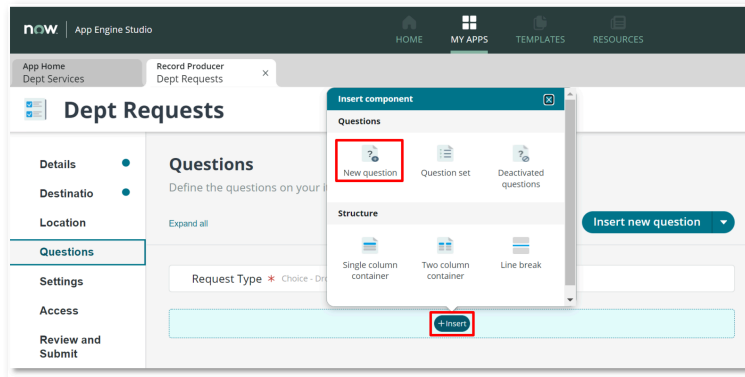 now. App Engine Studio
HOME
MY APPS
TEMPLATES
RESOURCES
App Home
Dept Services
Record Producer
Dept Requests
Dept Requests
Insert component
Questions
New question
Question set
Deactivated
questions
Structure
Single column
container
Two column
container
Line break
Details
Destinatio
Location
Questions
Settings
Access
Review and
Submit
Questions
Define the questions on your i
Expand all
Insert new question
Request Type * Choice - Dr
+Insert